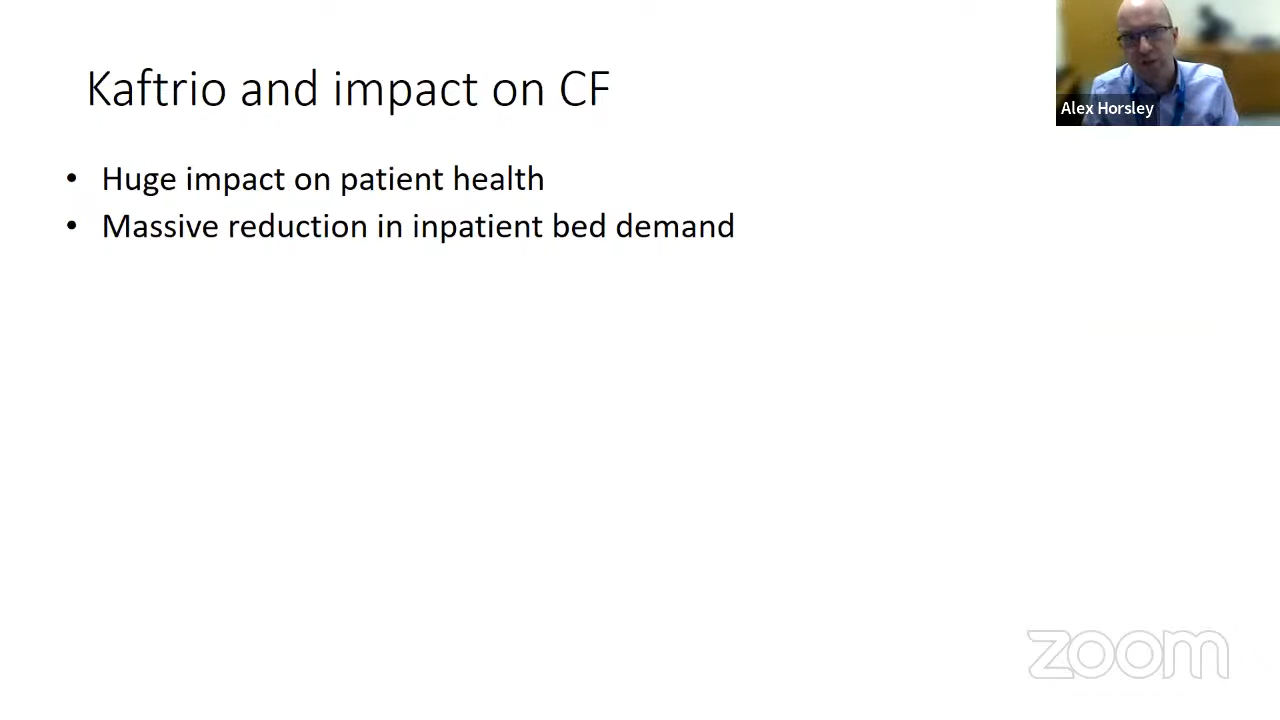 Kaftrio and impact on CF
Alex Horsley
• Huge impact on patient health
• Massive reduction in inpatient bed demand
zoom